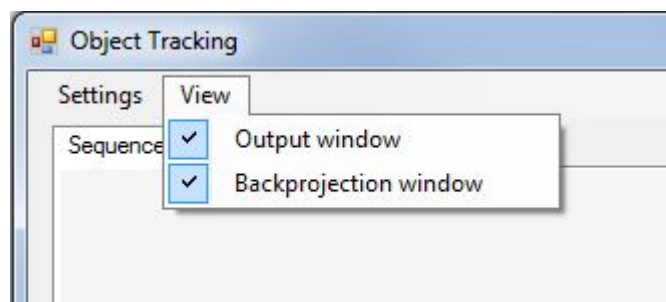 Object Tracking
Settings View
Sequence
Output window
Backprojection window